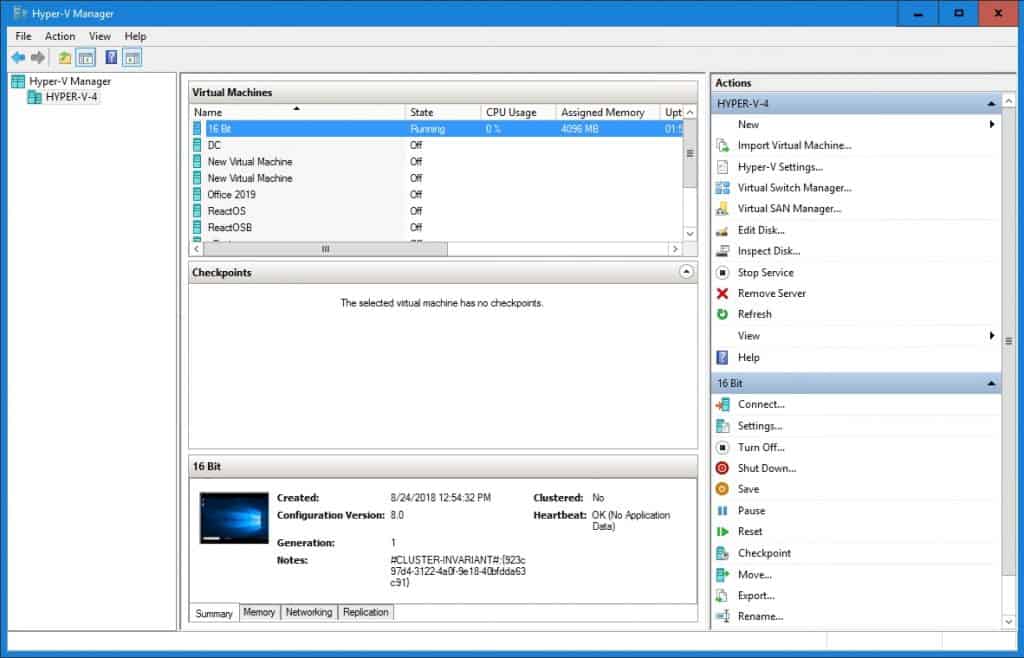 Hyper-V Manager
File Action View Help
Hyper-V Manager
HYPER-V-4
Virtual Machines
Name State CPU Usage Assigned Memory Upt
16 Bit Running 0 % 4096 MB 01:5
DC Off
New Virtual Machine Off
New Virtual Machine Off
Office 2019 Off
ReactOS Off
ReactOSB Off
Checkpoints
The selected virtual machine has no checkpoints.
16 Bit
Created: 8/24/2018 12:54:32 PM Clustered: No
Configuration Version: 8.0 Heartbeat: OK (No Application
Data)
Generation: 1
Notes: #CLUSTER-INVARIANT#:{923c
97d4-3122-4a0f-9e18-40bfdda63
c91}
Summary Memory Networking Replication
Actions
HYPER-V-4
New
Import Virtual Machine...
Hyper-V Settings...
Virtual Switch Manager...
Virtual SAN Manager...
Edit Disk...
Inspect Disk...
Stop Service
Remove Server
Refresh
View
Help
16 Bit
Connect...
Settings...
Turn Off...
Shut Down...
Save
Pause
Reset
Checkpoint
Move...
Export...
Rename...